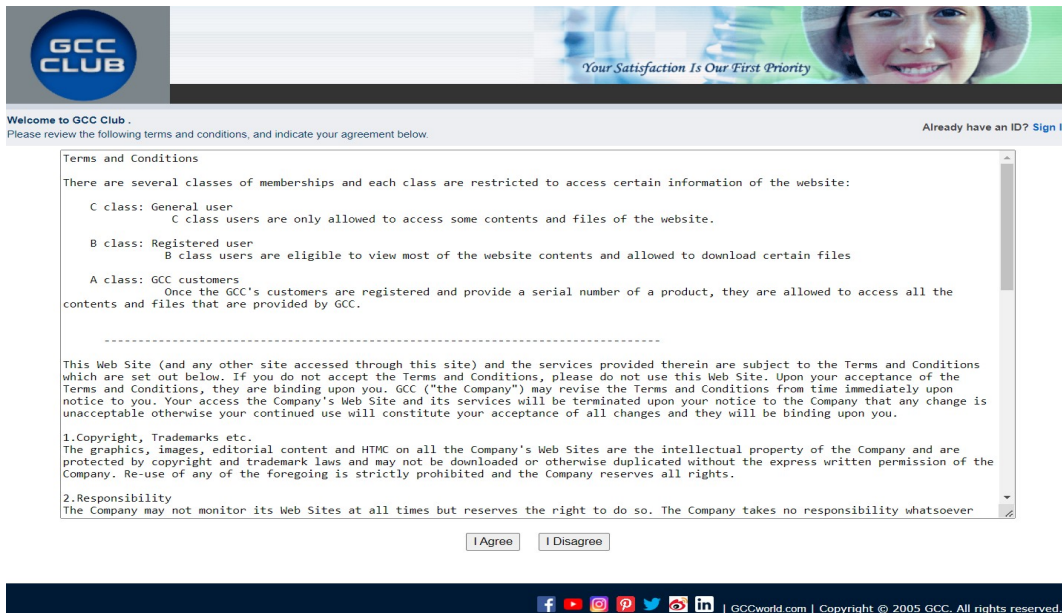 GCC
CLUB
Your Satisfaction Is Our First Priority
Welcome to GCC Club .
Please review the following terms and conditions, and indicate your agreement below.
Already have an ID? Sign I
Terms and Conditions
There are several classes of memberships and each class are restricted to access certain information of the website:
C class: General user
C class users are only allowed to access some contents and files of the website.
B class: Registered user
B class users are eligible to view most of the website contents and allowed to download certain files
A class: GCC customers
Once the GCC's customers are registered and provide a serial number of a product, they are allowed to access all the
contents and files that are provided by GCC.
--------------------------------------------------------------------------------
This Web Site (and any other site accessed through this site) and the services provided therein are subject to the Terms and Conditions
which are set out below. If you do not accept the Terms and Conditions, please do not use this Web Site. Upon your acceptance of the
Terms and Conditions, they are binding upon you. GCC ("the Company") may revise the Terms and Conditions from time immediately upon
notice to you. Your access the Company's Web Site and its services will be terminated upon your notice to the Company that any change is
unacceptable otherwise your continued use will constitute your acceptance of all changes and they will be binding upon you.
1.Copyright, Trademarks etc.
The graphics, images, editorial content and HTMC on all the Company's Web Sites are the intellectual property of the Company and are
protected by copyright and trademark laws and may not be downloaded or otherwise duplicated without the express written permission of the
Company. Re-use of any of the foregoing is strictly prohibited and the Company reserves all rights.
2.Responsibility
The Company may not monitor its Web Sites at all times but reserves the right to do so. The Company takes no responsibility whatsoever
I Agree I Disagree
| GCCworld.com | Copyright © 2005 GCC. All rights reserved.